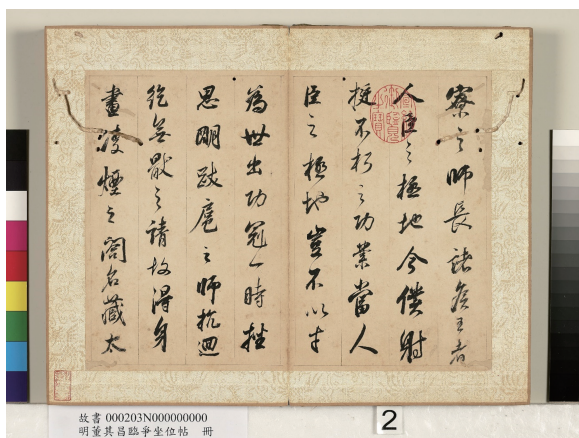 寮之師長諸侯王者
人臣之極地今僕射
挺不朽之功業當人
臣之極地豈不以才
為世出功冠一時挫
思明跋扈之師抗迴
紇無厭之請故得身
畫凌煙之閣名藏太
故書 000203N000000000
明董其昌臨爭坐位帖 冊
2